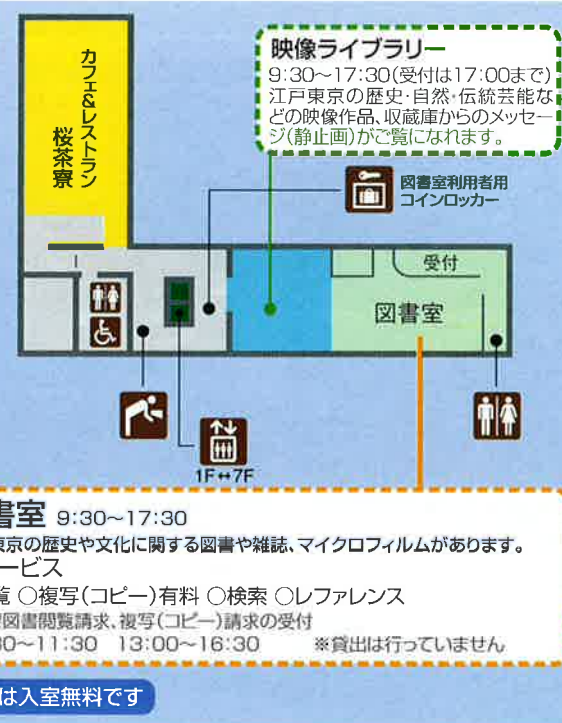 カフェ&レストラン
桜茶寮
映像ライブラリー
9:30~17:30(受付は17:00まで)
江戸東京の歴史・自然・伝統芸能な
どの映像作品、収蔵庫からのメッセー
ジ(静止画)がご覧になれます。
図書室利用者用
コインロッカー
受付
図書室
1F↔7F
書室 9:30~17:30
東京の歴史や文化に関する図書や雑誌、マイクロフィルムがあります。
ービス
覧 ○複写(コピー)有料 ○検索 ○レファレンス
図書閲覧請求、複写(コピー)請求の受付
30~11:30 13:00~16:30 ※貸出は行っていません
は入室無料です